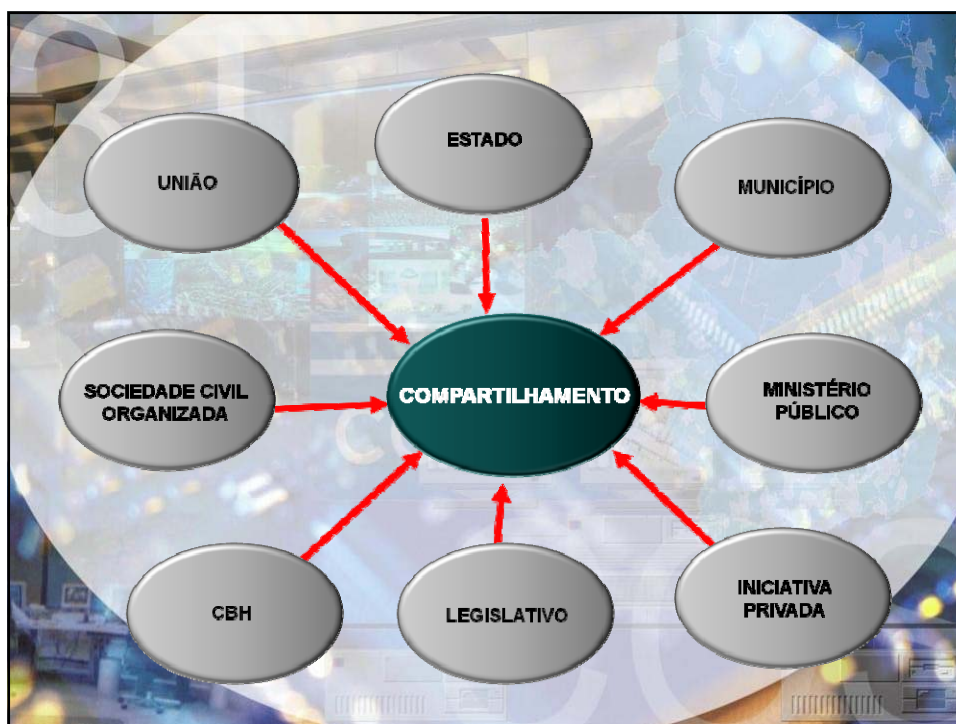 ESTADO
UNIÃO
MUNICÍPIO
SOCIEDADE CIVIL
ORGANIZADA
COMPARTILHAMENTO
MINISTÉRIO
PÚBLICO
CBH
LEGISLATIVO
INICIATIVA
PRIVADA